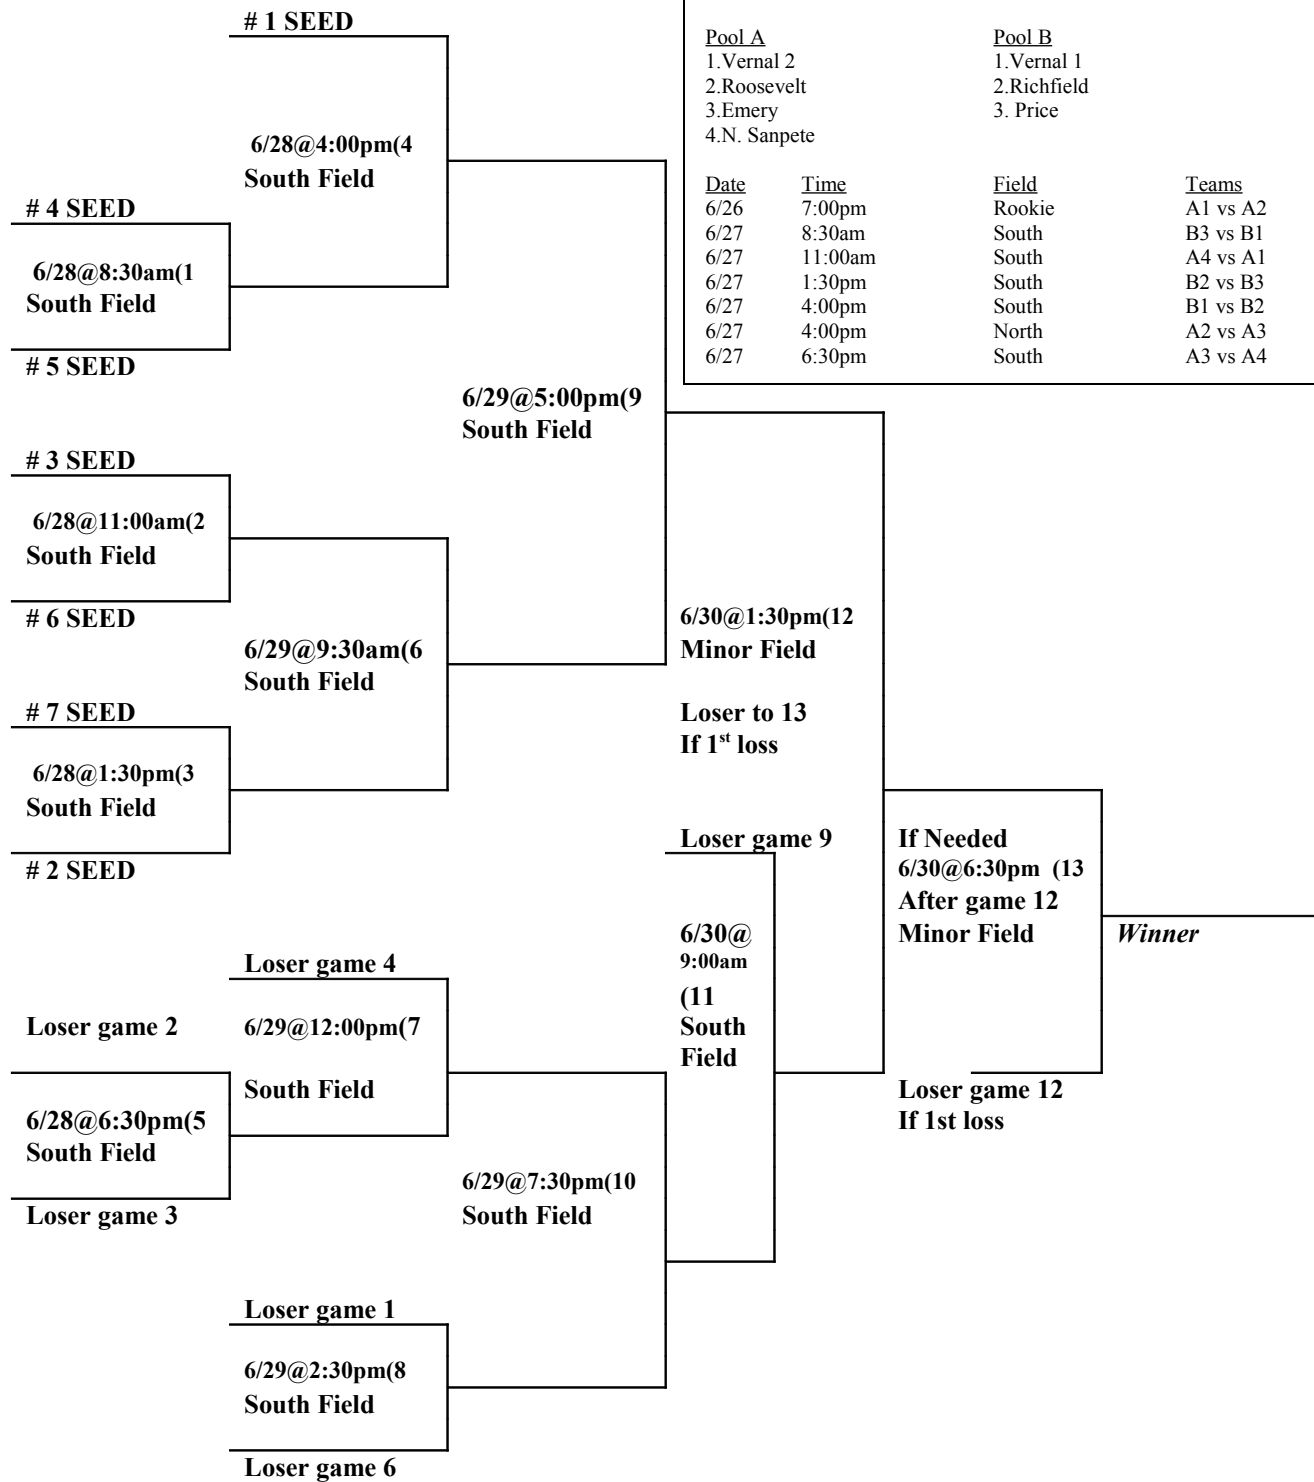 # 1 SEED
Pool A Pool B
1.Vernal 2 1.Vernal 1
2.Roosevelt 2.Richfield
3.Emery 3. Price
4.N. Sanpete
Date Time Field Teams
6/26 7:00pm Rookie A1 vs A2
6/27 8:30am South B3 vs B1
6/27 11:00am South A4 vs A1
6/27 1:30pm South B2 vs B3
6/27 4:00pm South B1 vs B2
6/27 4:00pm North A2 vs A3
6/27 6:30pm South A3 vs A4
6/28@4:00pm(4
South Field
# 4 SEED
6/28@8:30am(1
South Field
# 5 SEED
6/29@5:00pm(9
South Field
# 3 SEED
6/28@11:00am(2
South Field
# 6 SEED
6/29@9:30am(6
South Field
6/30@1:30pm(12
Minor Field
Loser to 13
If 1st loss
# 7 SEED
6/28@1:30pm(3
South Field
# 2 SEED
Loser game 9
If Needed
6/30@6:30pm (13
After game 12
Minor Field
Winner
6/30@
9:00am
(11
South
Field
Loser game 4
Loser game 2
6/29@12:00pm(7
South Field
6/28@6:30pm(5
South Field
Loser game 3
Loser game 12
If 1st loss
6/29@7:30pm(10
South Field
Loser game 1
6/29@2:30pm(8
South Field
Loser game 6